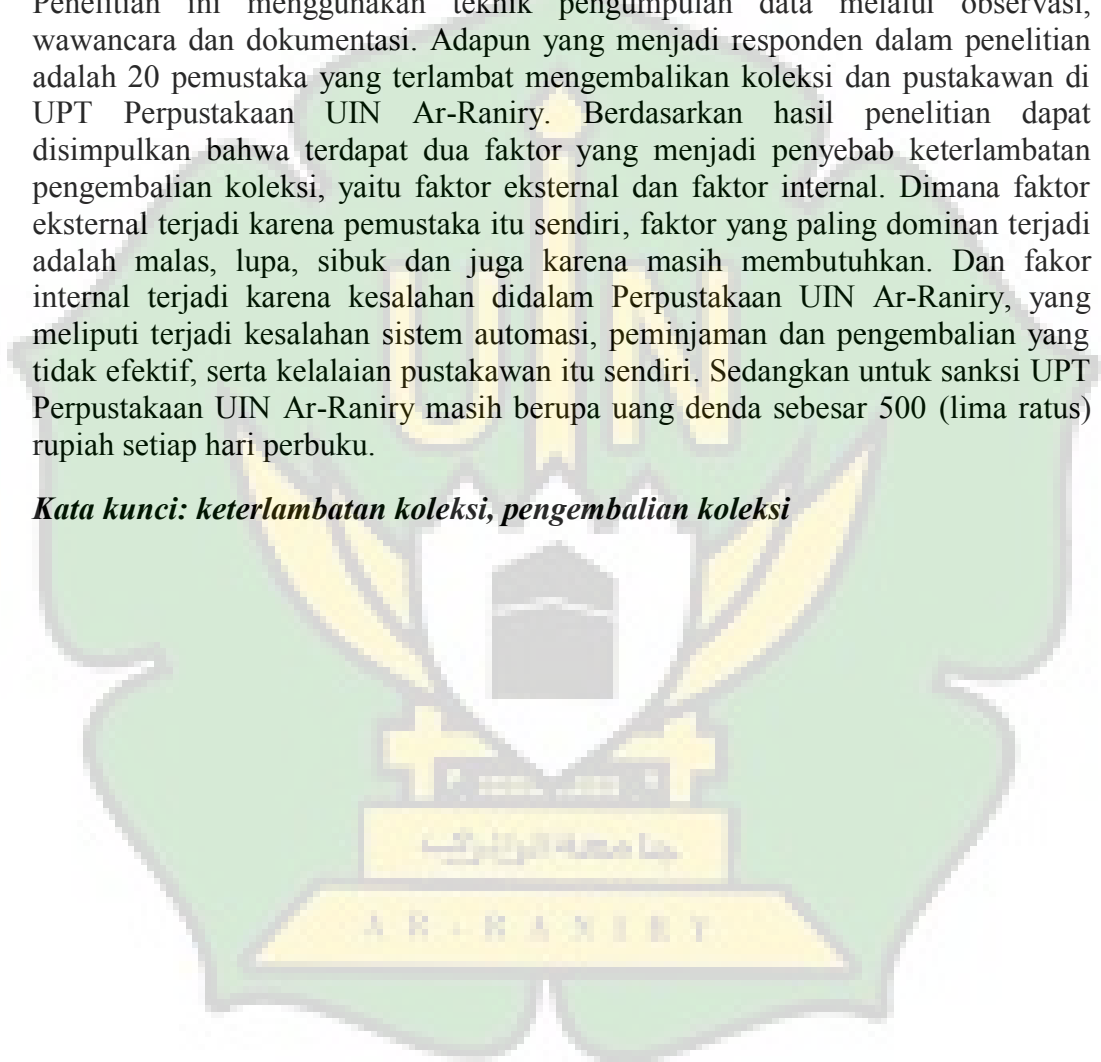 Penelitian ini menggunakan teknik pengumpulan data melalui observasi,
wawancara dan dokumentasi. Adapun yang menjadi responden dalam penelitian
adalah 20 pemustaka yang terlambat mengembalikan koleksi dan pustakawan di
UPT Perpustakaan UIN Ar-Raniry. Berdasarkan hasil penelitian dapat
disimpulkan bahwa terdapat dua faktor yang menjadi penyebab keterlambatan
pengembalian koleksi, yaitu faktor eksternal dan faktor internal. Dimana faktor
eksternal terjadi karena pemustaka itu sendiri, faktor yang paling dominan terjadi
adalah malas, lupa, sibuk dan juga karena masih membutuhkan. Dan fakor
internal terjadi karena kesalahan didalam Perpustakaan UIN Ar-Raniry, yang
meliputi terjadi kesalahan sistem automasi, peminjaman dan pengembalian yang
tidak efektif, serta kelalaian pustakawan itu sendiri. Sedangkan untuk sanksi UPT
Perpustakaan UIN Ar-Raniry masih berupa uang denda sebesar 500 (lima ratus)
rupiah setiap hari perbuku.
Kata kunci: keterlambatan koleksi, pengembalian koleksi
UIN
جامعة الرانري
AR-RANIRY